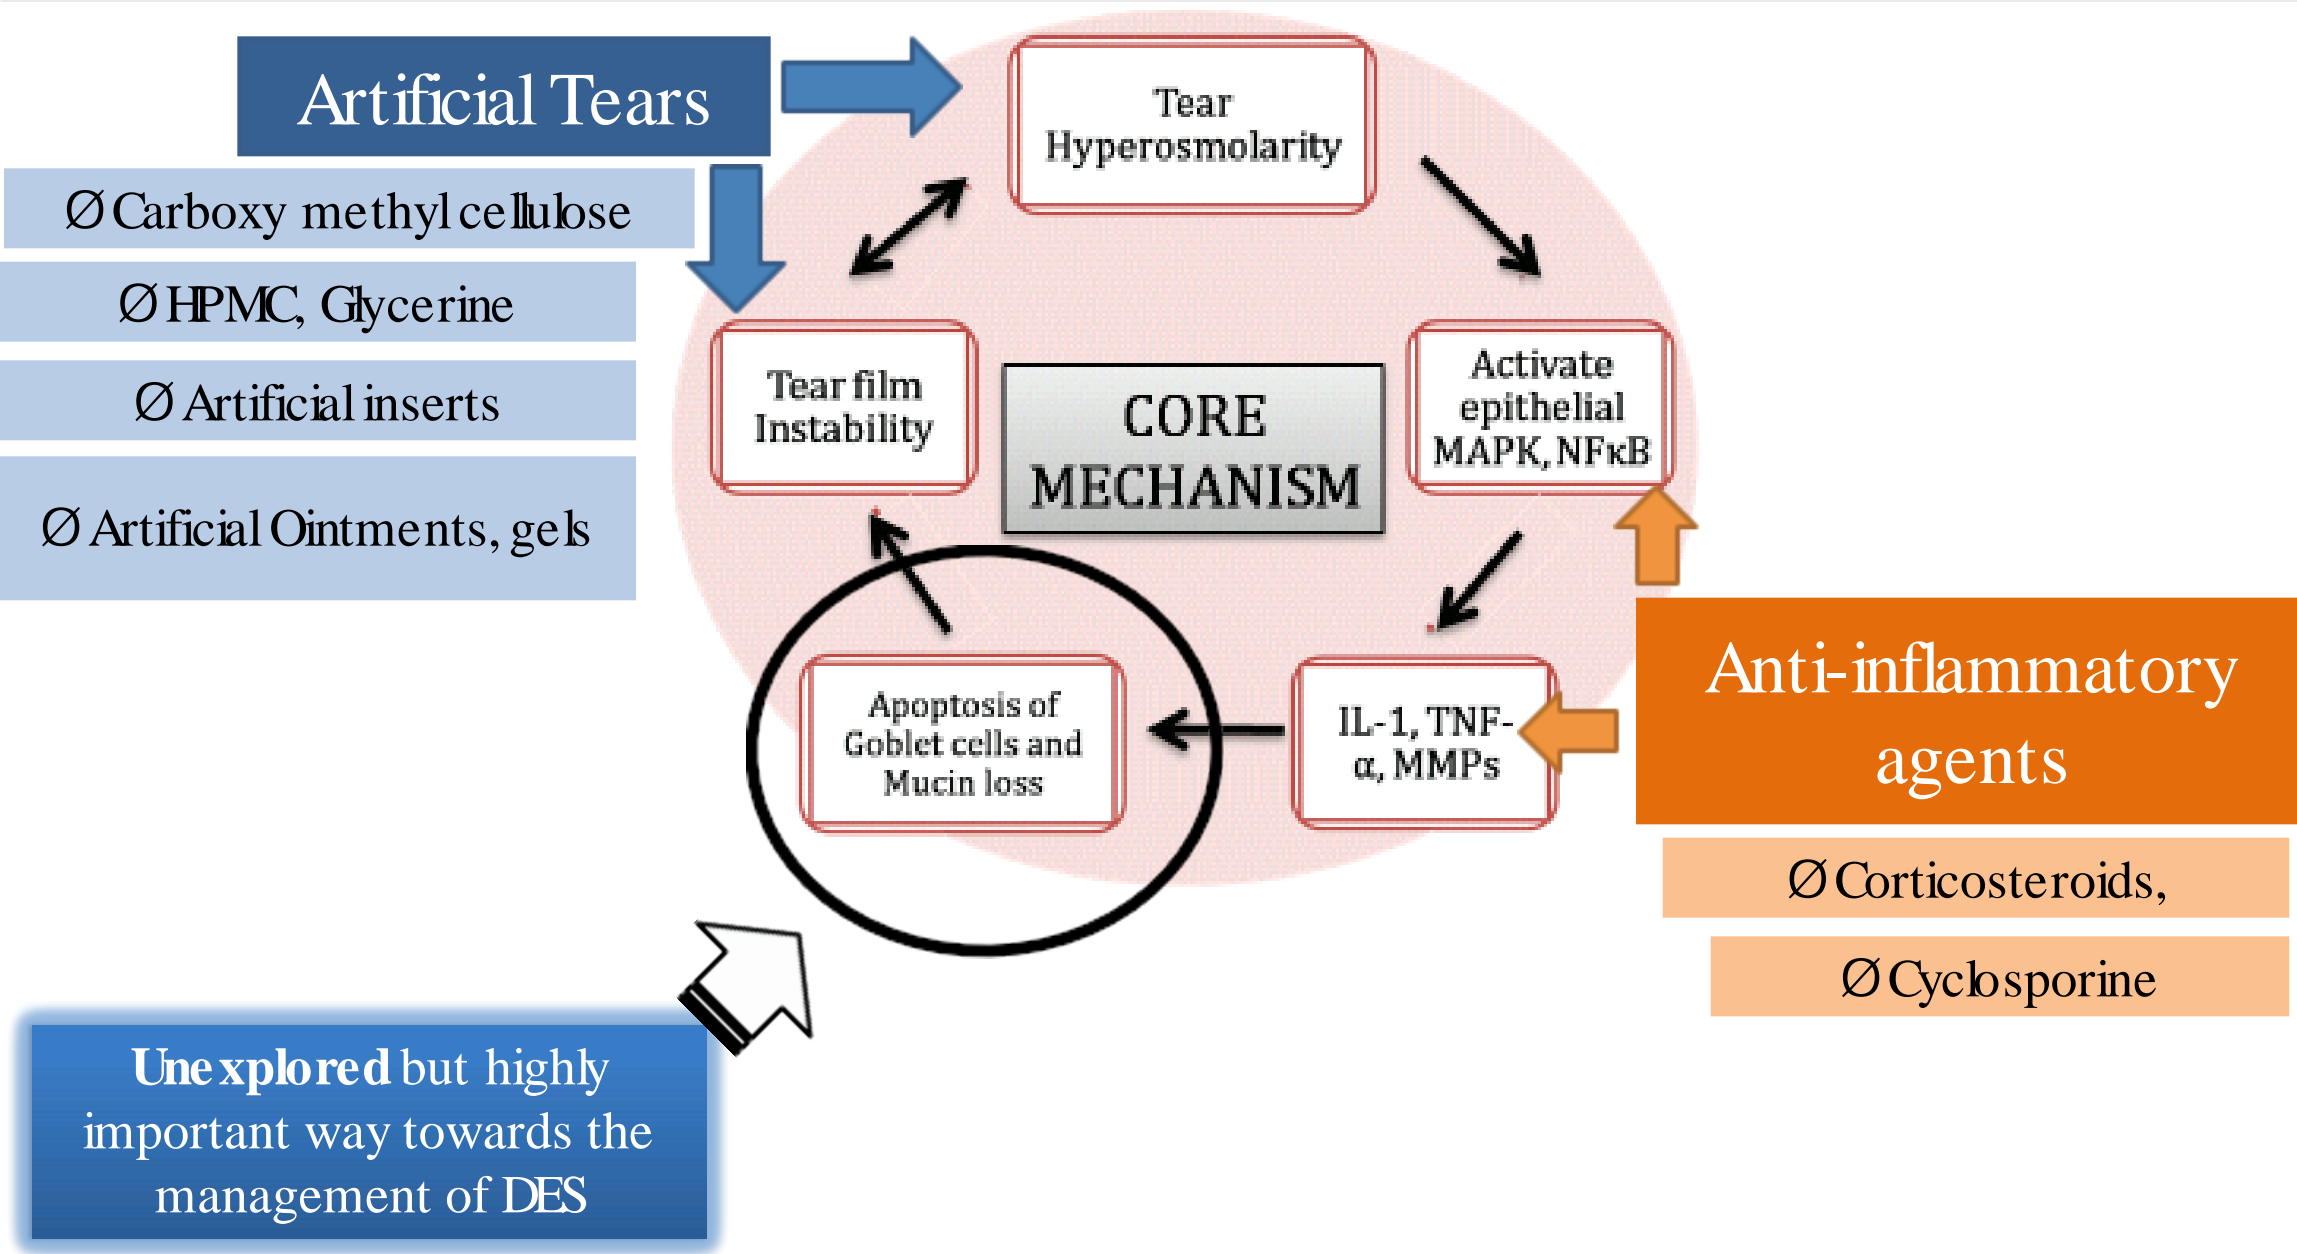 Artificial Tears
Ø Carboxy methyl cellulose
Ø HPMC, Glycerine
Ø Artificial inserts
Ø Artificial Ointments, gels
Tear
Hyperosmolarity
Tear film
Instability
CORE
MECHANISM
Activate
epithelial
MAPK, NFκB
Apoptosis of
Goblet cells and
Mucin loss
IL-1, TNF-
α, MMPs
Anti-inflammatory
agents
Ø Corticosteroids,
Ø Cyclosporine
Unexplored but highly
important way towards the
management of DES